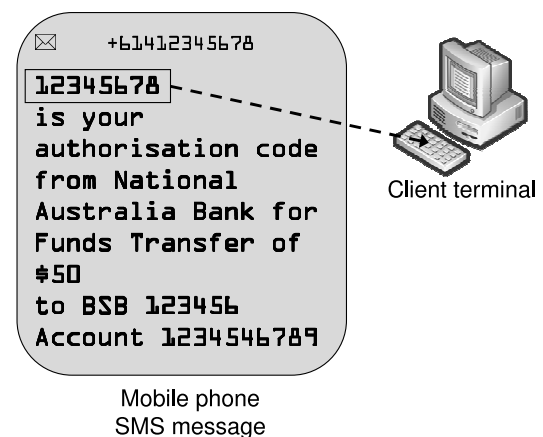 +61412345678
12345678
is your
authorisation code
from National
Australia Bank for
Funds Transfer of
$50
to BSB 123456
Account 1234546789
Client terminal
Mobile phone
SMS message